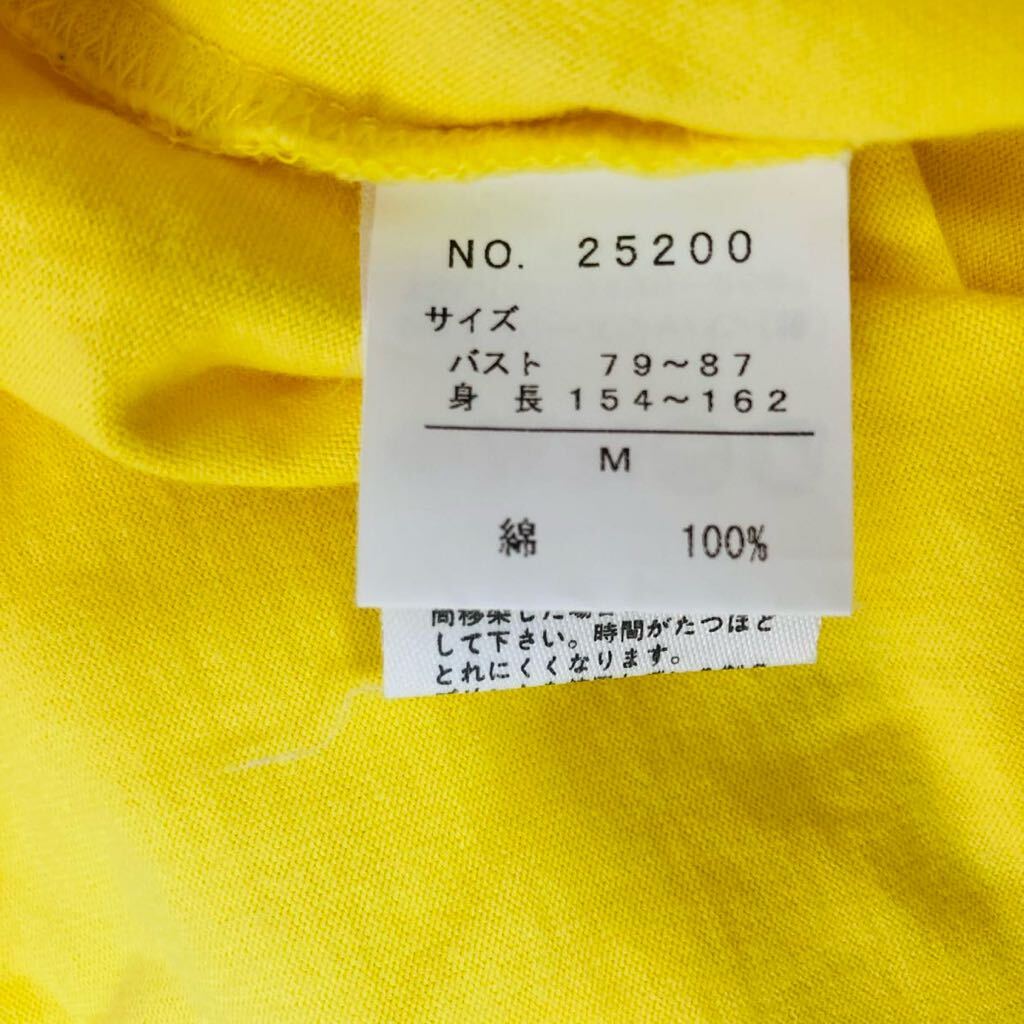 NO. 25200
サイズ
バスト 79~87
身 長 154~162
M
綿 100%
して下さい。時間がたつほど
とれにくくなります。